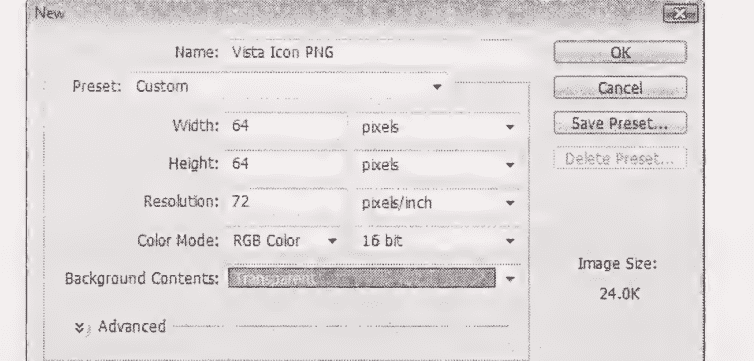 New
Name: Vista Icon PNG
OK
Preset: Custom
Cancel
Width: 64 pixels
Save Preset...
Height: 64 pixels
Delete Preset...
Resolution: 72 pixels/inch
Color Mode: RGB Color 16 bit
Image Size:
Background Contents: Transparent
24.0K
Advanced